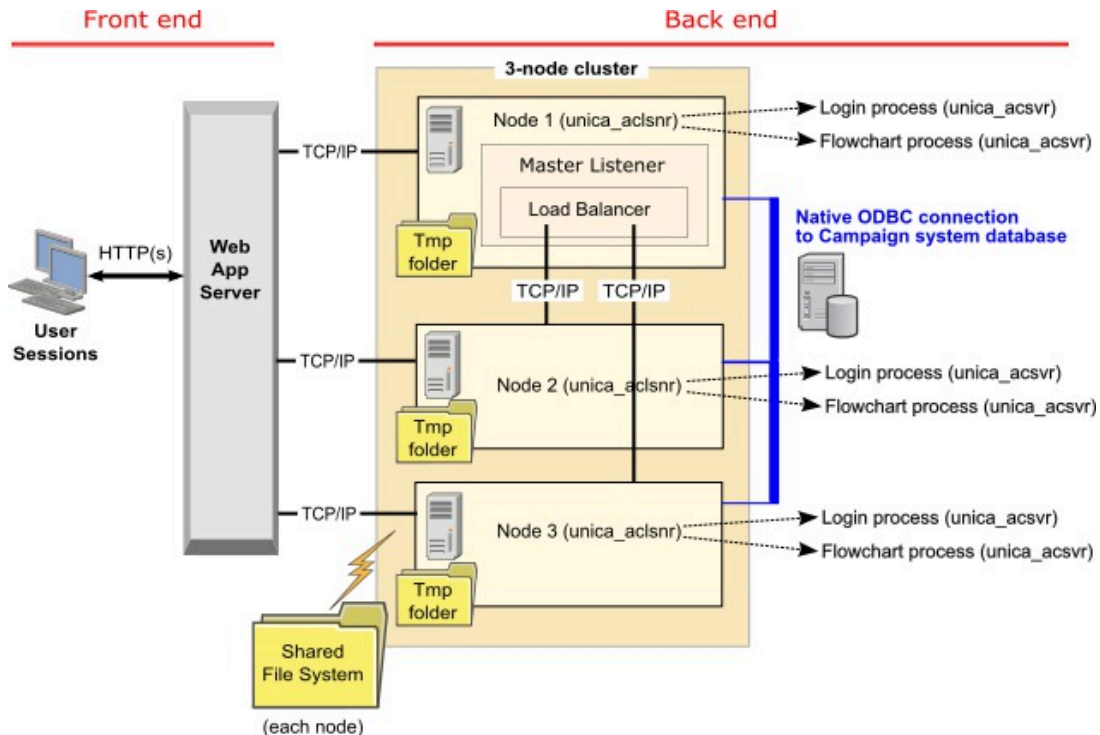 Front end
Back end
3-node cluster
Node 1 (unica_aclsnr)
Login process (unica_acsvr)
Flowchart process (unica_acsvr)
TCP/IP
Master Listener
Load Balancer
Tmp
folder
Native ODBC connection
to Campaign system database
HTTP(s)
Web
App
Server
User
Sessions
TCP/IP
TCP/IP
TCP/IP
Node 2 (unica_aclsnr)
Login process (unica_acsvr)
Flowchart process (unica_acsvr)
Tmp
folder
TCP/IP
Node 3 (unica_aclsnr)
Login process (unica_acsvr)
Flowchart process (unica_acsvr)
Tmp
folder
Shared
File System
(each node)